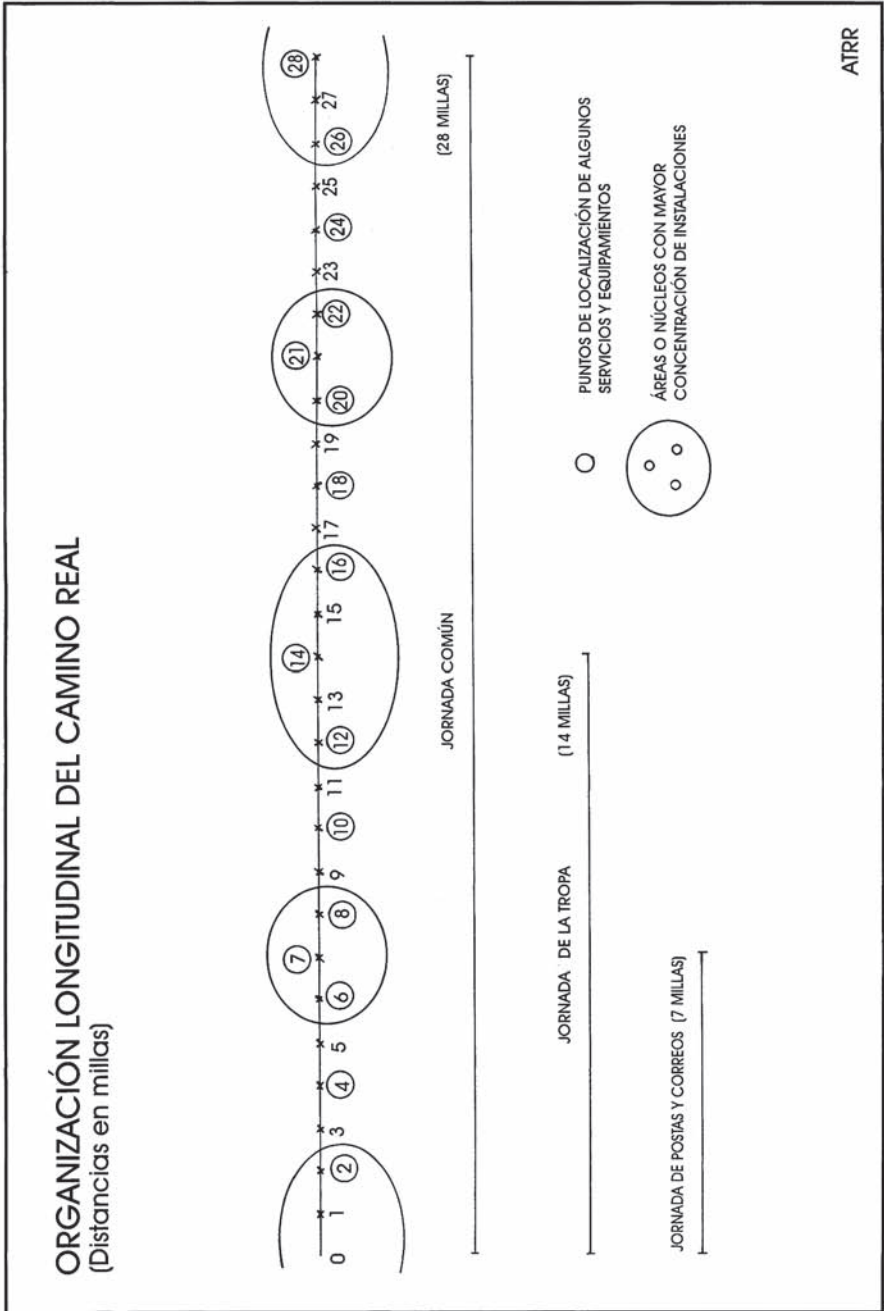 ORGANIZACIÓN LONGITUDINAL DEL CAMINO REAL
(Distancias en millas)
0 1 2 3 4 5 6 7 8 9 10 11 12 13 14 15 16 17 18 19 20 21 22 23 24 25 26 27 28
JORNADA COMÚN (28 MILLAS)
JORNADA DE LA TROPA (14 MILLAS)
JORNADA DE POSTAS Y CORREOS (7 MILLAS)
PUNTOS DE LOCALIZACIÓN DE ALGUNOS
SERVICIOS Y EQUIPAMIENTOS
ÁREAS O NÚCLEOS CON MAYOR
CONCENTRACIÓN DE INSTALACIONES
ATRR